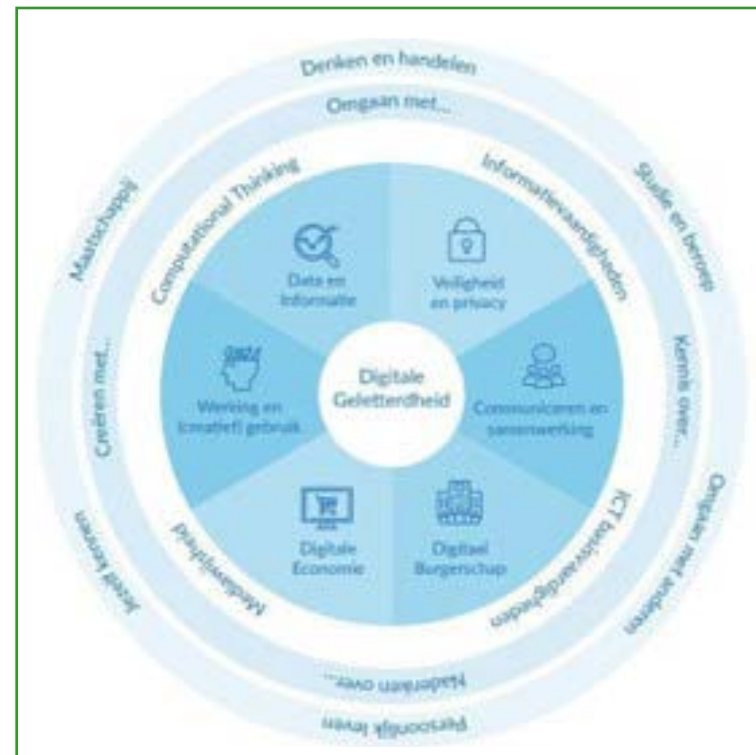 Denken en handelen
Omgaan met...
Maatschappij
Studie en beroep
Computational Thinking
Informatievaardigheden
Data en
Informatie
Veiligheid
en privacy
Creëren met...
Kennis over...
Werking en
(creatief) gebruik
Digitale
Geletterdheid
Communiceren en
samenwerking
Digitale
Economie
Digitaal
Burgerschap
Jezelf kennen
Mediawijsheid
ICT basisvaardigheden
Omgaan met anderen
Nadenken over...
Persoonlijk leven